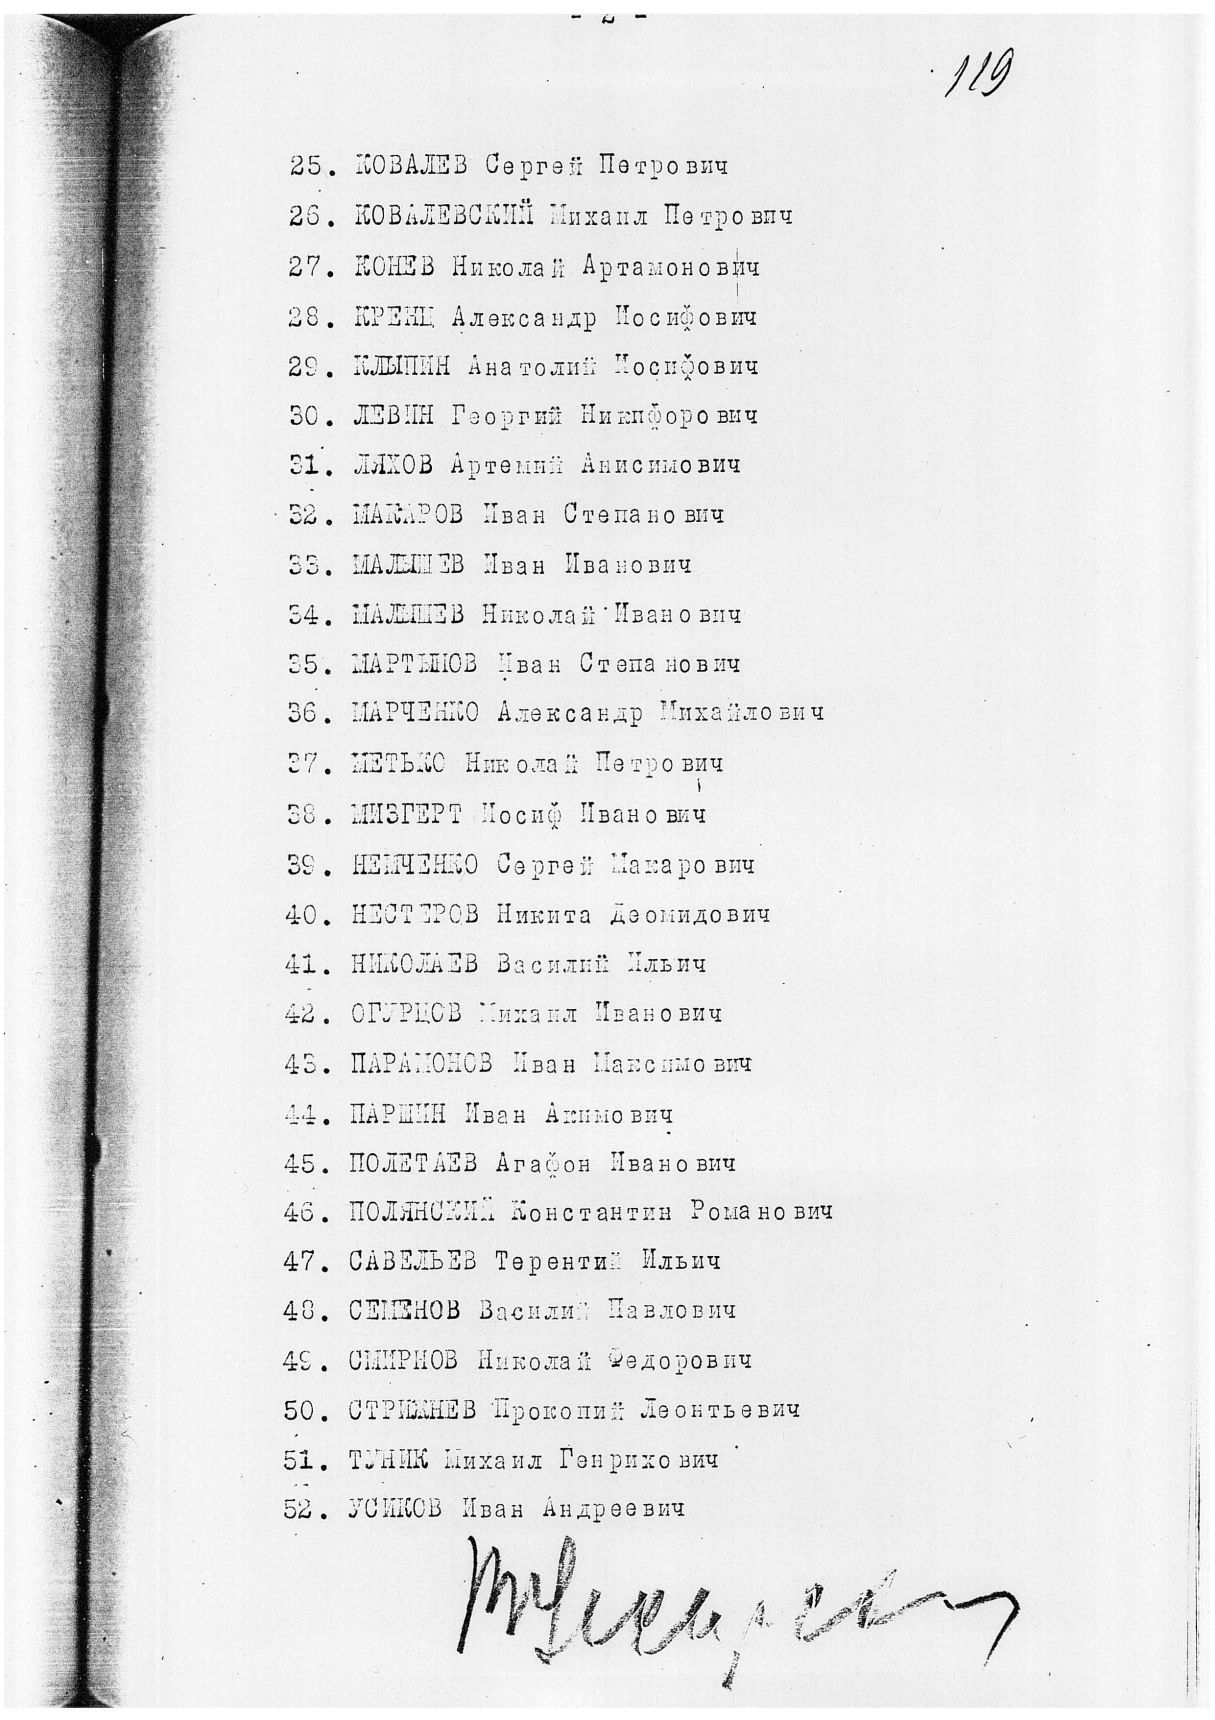 - 2 -
119
25. КОВАЛЕВ Сергей Петрович
26. КОВАЛЕВСКИЙ Михаил Петрович
27. КОНЕВ Николай Артамонович
28. КРЕНЦ Александр Иосифович
29. КЛЫПИН Анатолий Иосифович
30. ЛЕВИН Георгий Никифорович
31. ЛЯХОВ Артемий Анисимович
32. МАКАРОВ Иван Степанович
33. МАЛЫШЕВ Иван Иванович
34. МАЛЫШЕВ Николай Иванович
35. МАРТЫНОВ Иван Степанович
36. МАРЧЕНКО Александр Михайлович
37. МЕТЬКО Николай Петрович
38. МИЗГЕРТ Иосиф Иванович
39. НЕМЧЕНКО Сергей Макарович
40. НЕСТЕРОВ Никита Деомидович
41. НИКОЛАЕВ Василий Ильич
42. ОГУРЦОВ Михаил Иванович
43. ПАРАМОНОВ Иван Максимович
44. ПАРШИН Иван Акимович
45. ПОЛЕТАЕВ Агафон Иванович
46. ПОЛЯНСКИЙ Константин Романович
47. САВЕЛЬЕВ Терентий Ильич
48. СЕМЕНОВ Василий Павлович
49. СМИРНОВ Николай Федорович
50. СТРИЖНЕВ Прокопий Леонтьевич
51. ТУНИК Михаил Генрихович
52. УСИКОВ Иван Андреевич